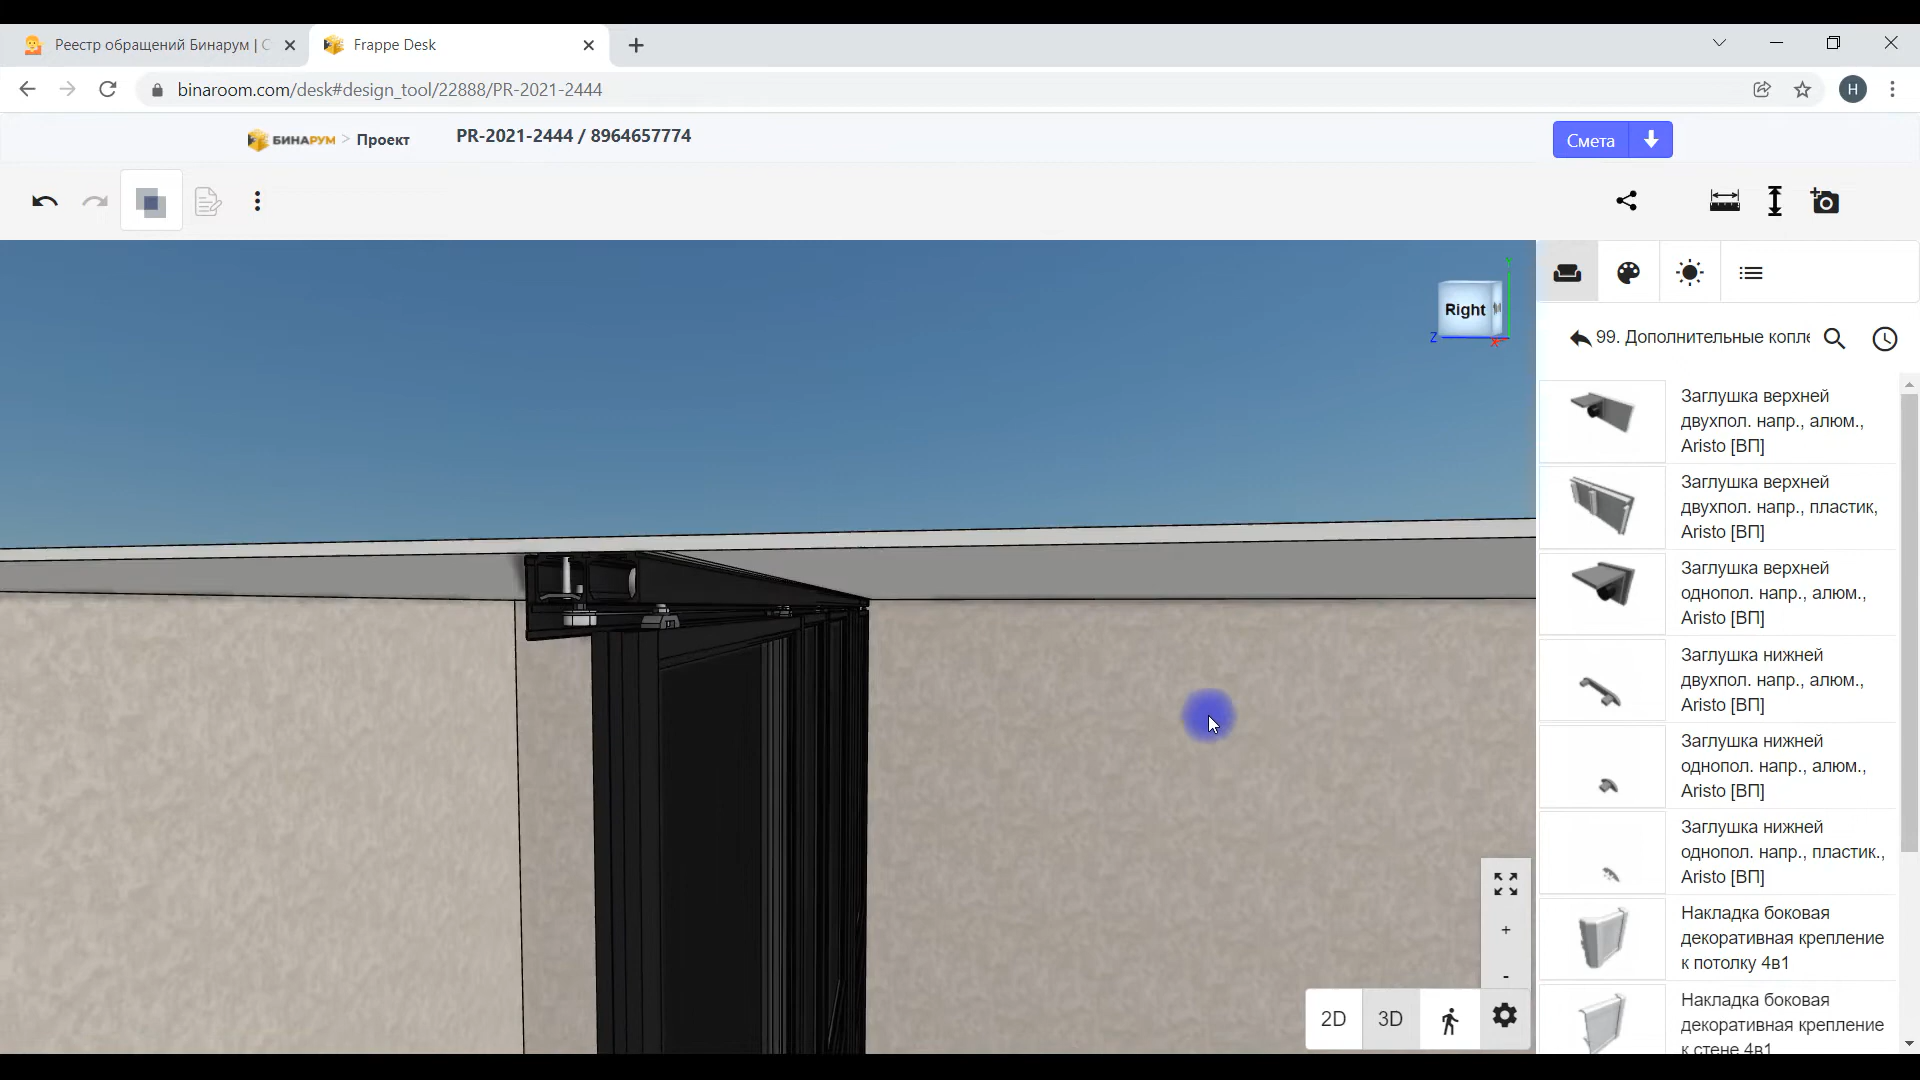 Реестр обращений Бинарум | С
Frappe Desk
binaroom.com/desk#design_tool/22888/PR-2021-2444
H
БИНАРУМ > Проект
PR-2021-2444 / 8964657774
Смета
Right
Z
X
Y
99. Дополнительные копле
Заглушка верхней
двухпол. напр., алюм.,
Aristo [ВП]
Заглушка верхней
двухпол. напр., пластик,
Aristo [ВП]
Заглушка верхней
однопол. напр., алюм.,
Aristo [ВП]
Заглушка нижней
двухпол. напр., алюм.,
Aristo [ВП]
Заглушка нижней
однопол. напр., алюм.,
Aristo [ВП]
Заглушка нижней
однопол. напр., пластик.,
Aristo [ВП]
Накладка боковая
декоративная крепление
к потолку 4в1
Накладка боковая
декоративная крепление
к стене 4в1
+
-
2D
3D